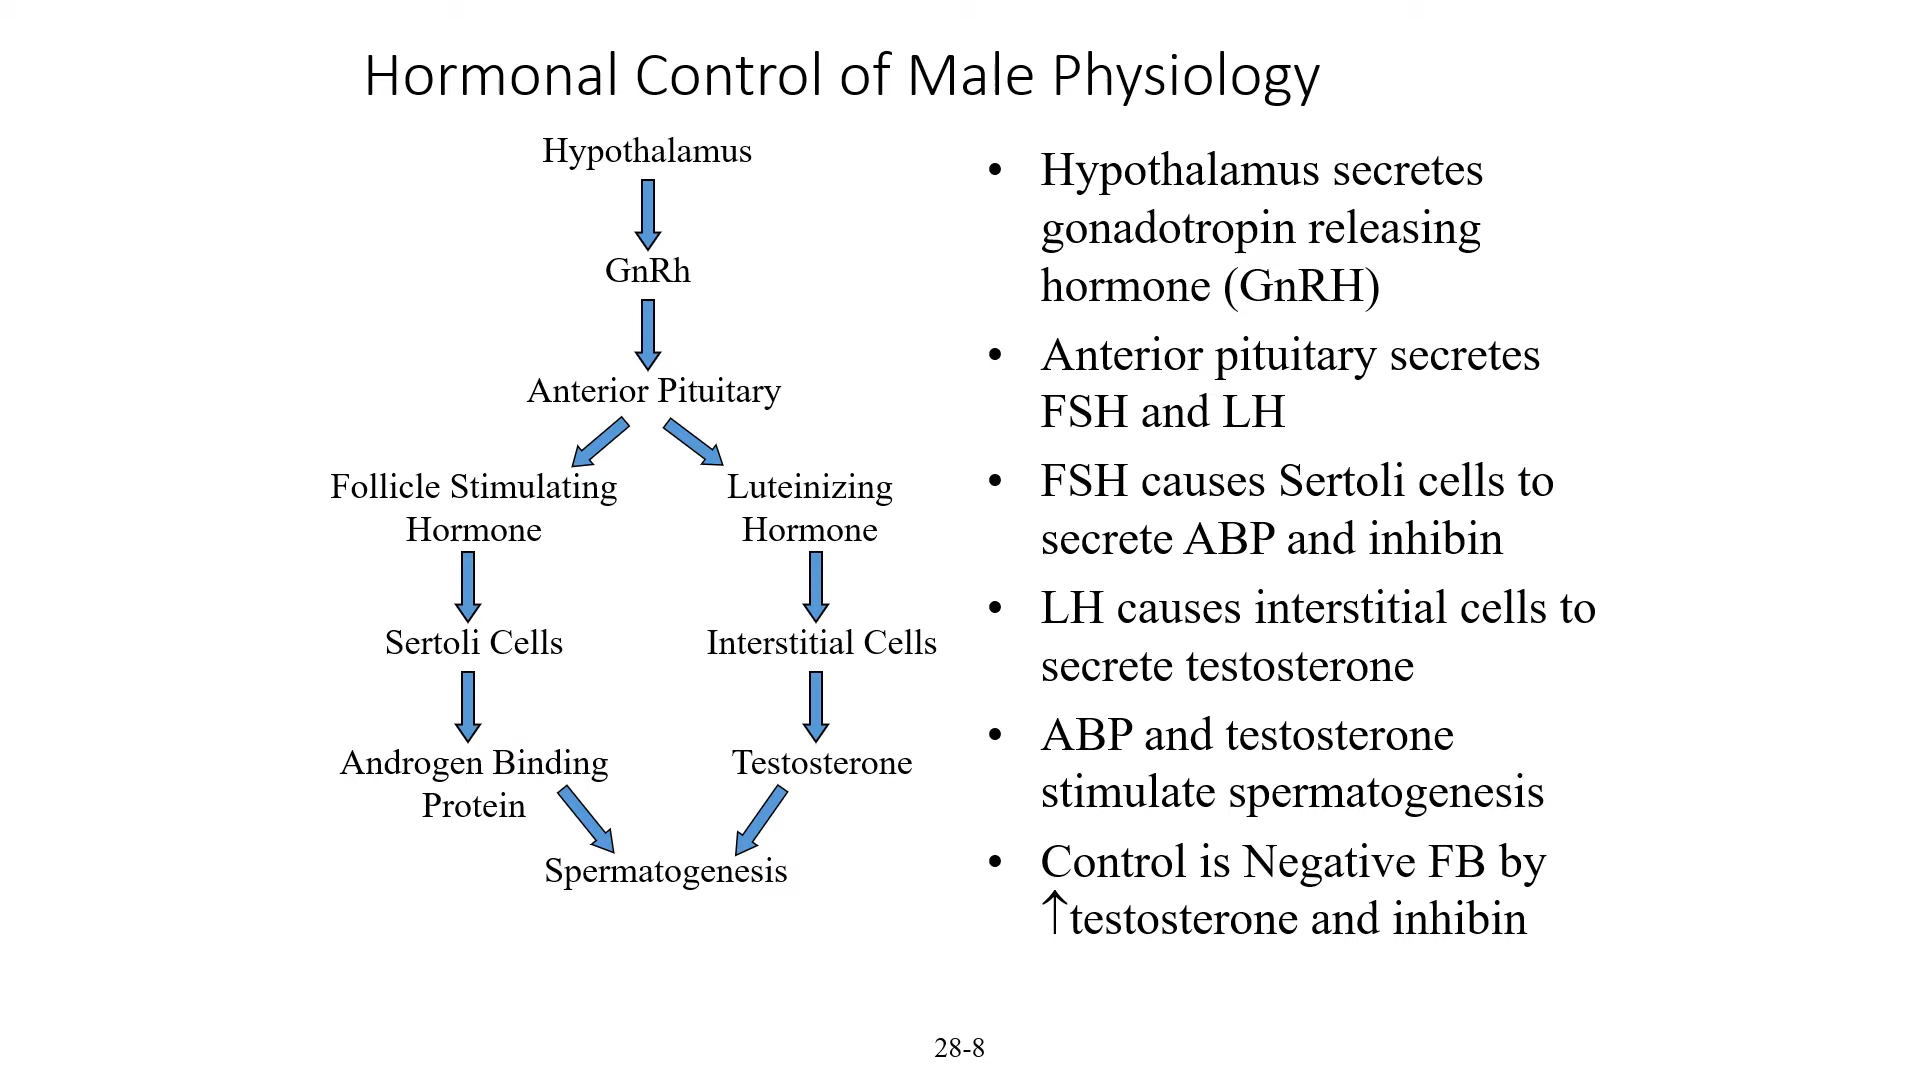 Hormonal Control of Male Physiology
Hypothalamus
GnRh
Anterior Pituitary
Follicle Stimulating
Hormone
Luteinizing
Hormone
Sertoli Cells
Interstitial Cells
Androgen Binding
Protein
Testosterone
Spermatogenesis
• Hypothalamus secretes
gonadotropin releasing
hormone (GnRH)
• Anterior pituitary secretes
FSH and LH
• FSH causes Sertoli cells to
secrete ABP and inhibin
• LH causes interstitial cells to
secrete testosterone
• ABP and testosterone
stimulate spermatogenesis
• Control is Negative FB by
↑testosterone and inhibin
28-8